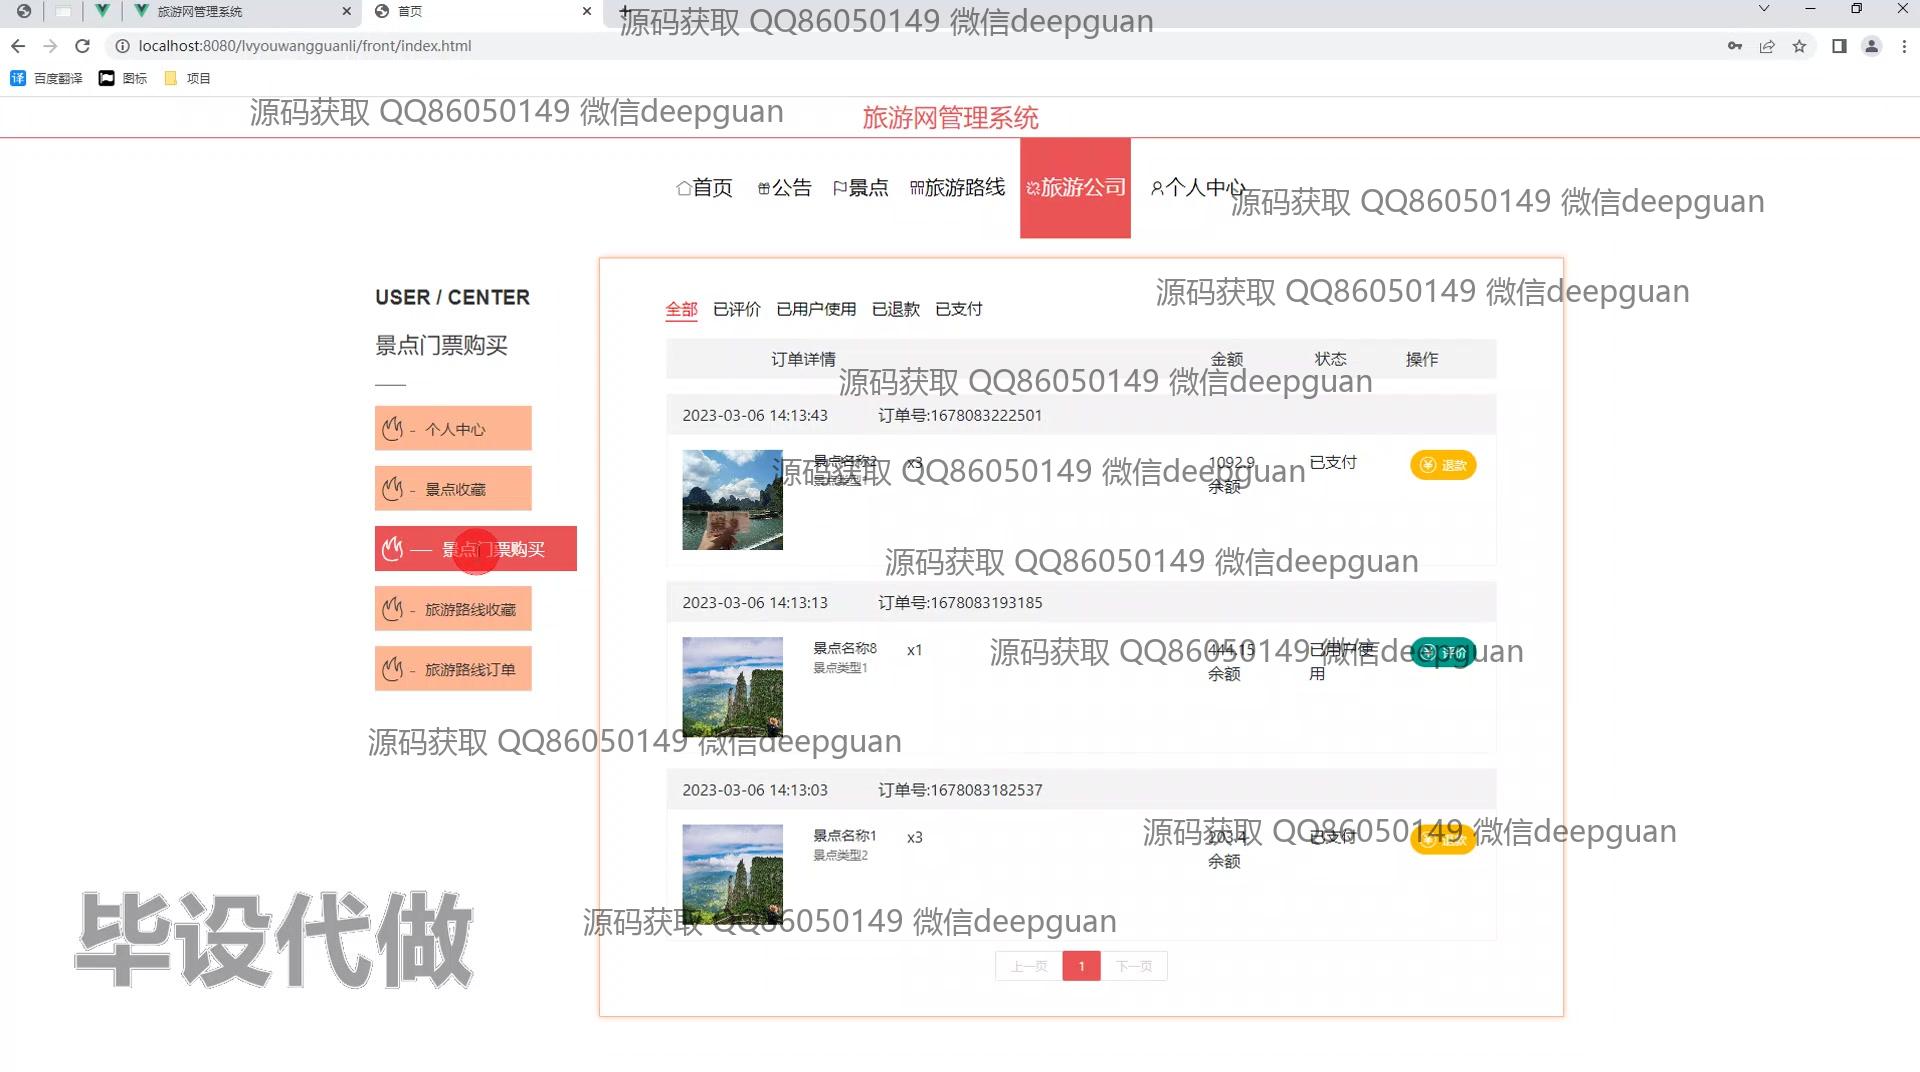 旅游网管理系统
首页
源码获取 QQ86050149 微信deepguan
localhost:8080/lvyouwangguanli/front/index.html
百度翻译
图标
项目
源码获取 QQ86050149 微信deepguan
旅游网管理系统
首页
公告
景点
旅游路线
旅游公司
个人中心
源码获取 QQ86050149 微信deepguan
USER / CENTER
景点门票购买
源码获取 QQ86050149 微信deepguan
全部 已评价 已用户使用 已退款 已支付
订单详情 金额 状态 操作
源码获取 QQ86050149 微信deepguan
- 个人中心
- 景点收藏
景点门票购买
- 旅游路线收藏
- 旅游路线订单
2023-03-06 14:13:43 订单号:1678083222501
景点名称2 x3 1092.9 已支付 退款
源码获取 QQ86050149 微信deepguan
余额
源码获取 QQ86050149 微信deepguan
2023-03-06 14:13:13 订单号:1678083193185
景点名称8 x1 444.15 已用户使 评价
源码获取 QQ86050149 微信deepguan
景点类型1
余额 用
源码获取 QQ86050149 微信deepguan
2023-03-06 14:13:03 订单号:1678083182537
景点名称1 x3 203.4 已支付 退款
源码获取 QQ86050149 微信deepguan
景点类型2
余额
源码获取 QQ86050149 微信deepguan
毕设代做
上一页 1 下一页